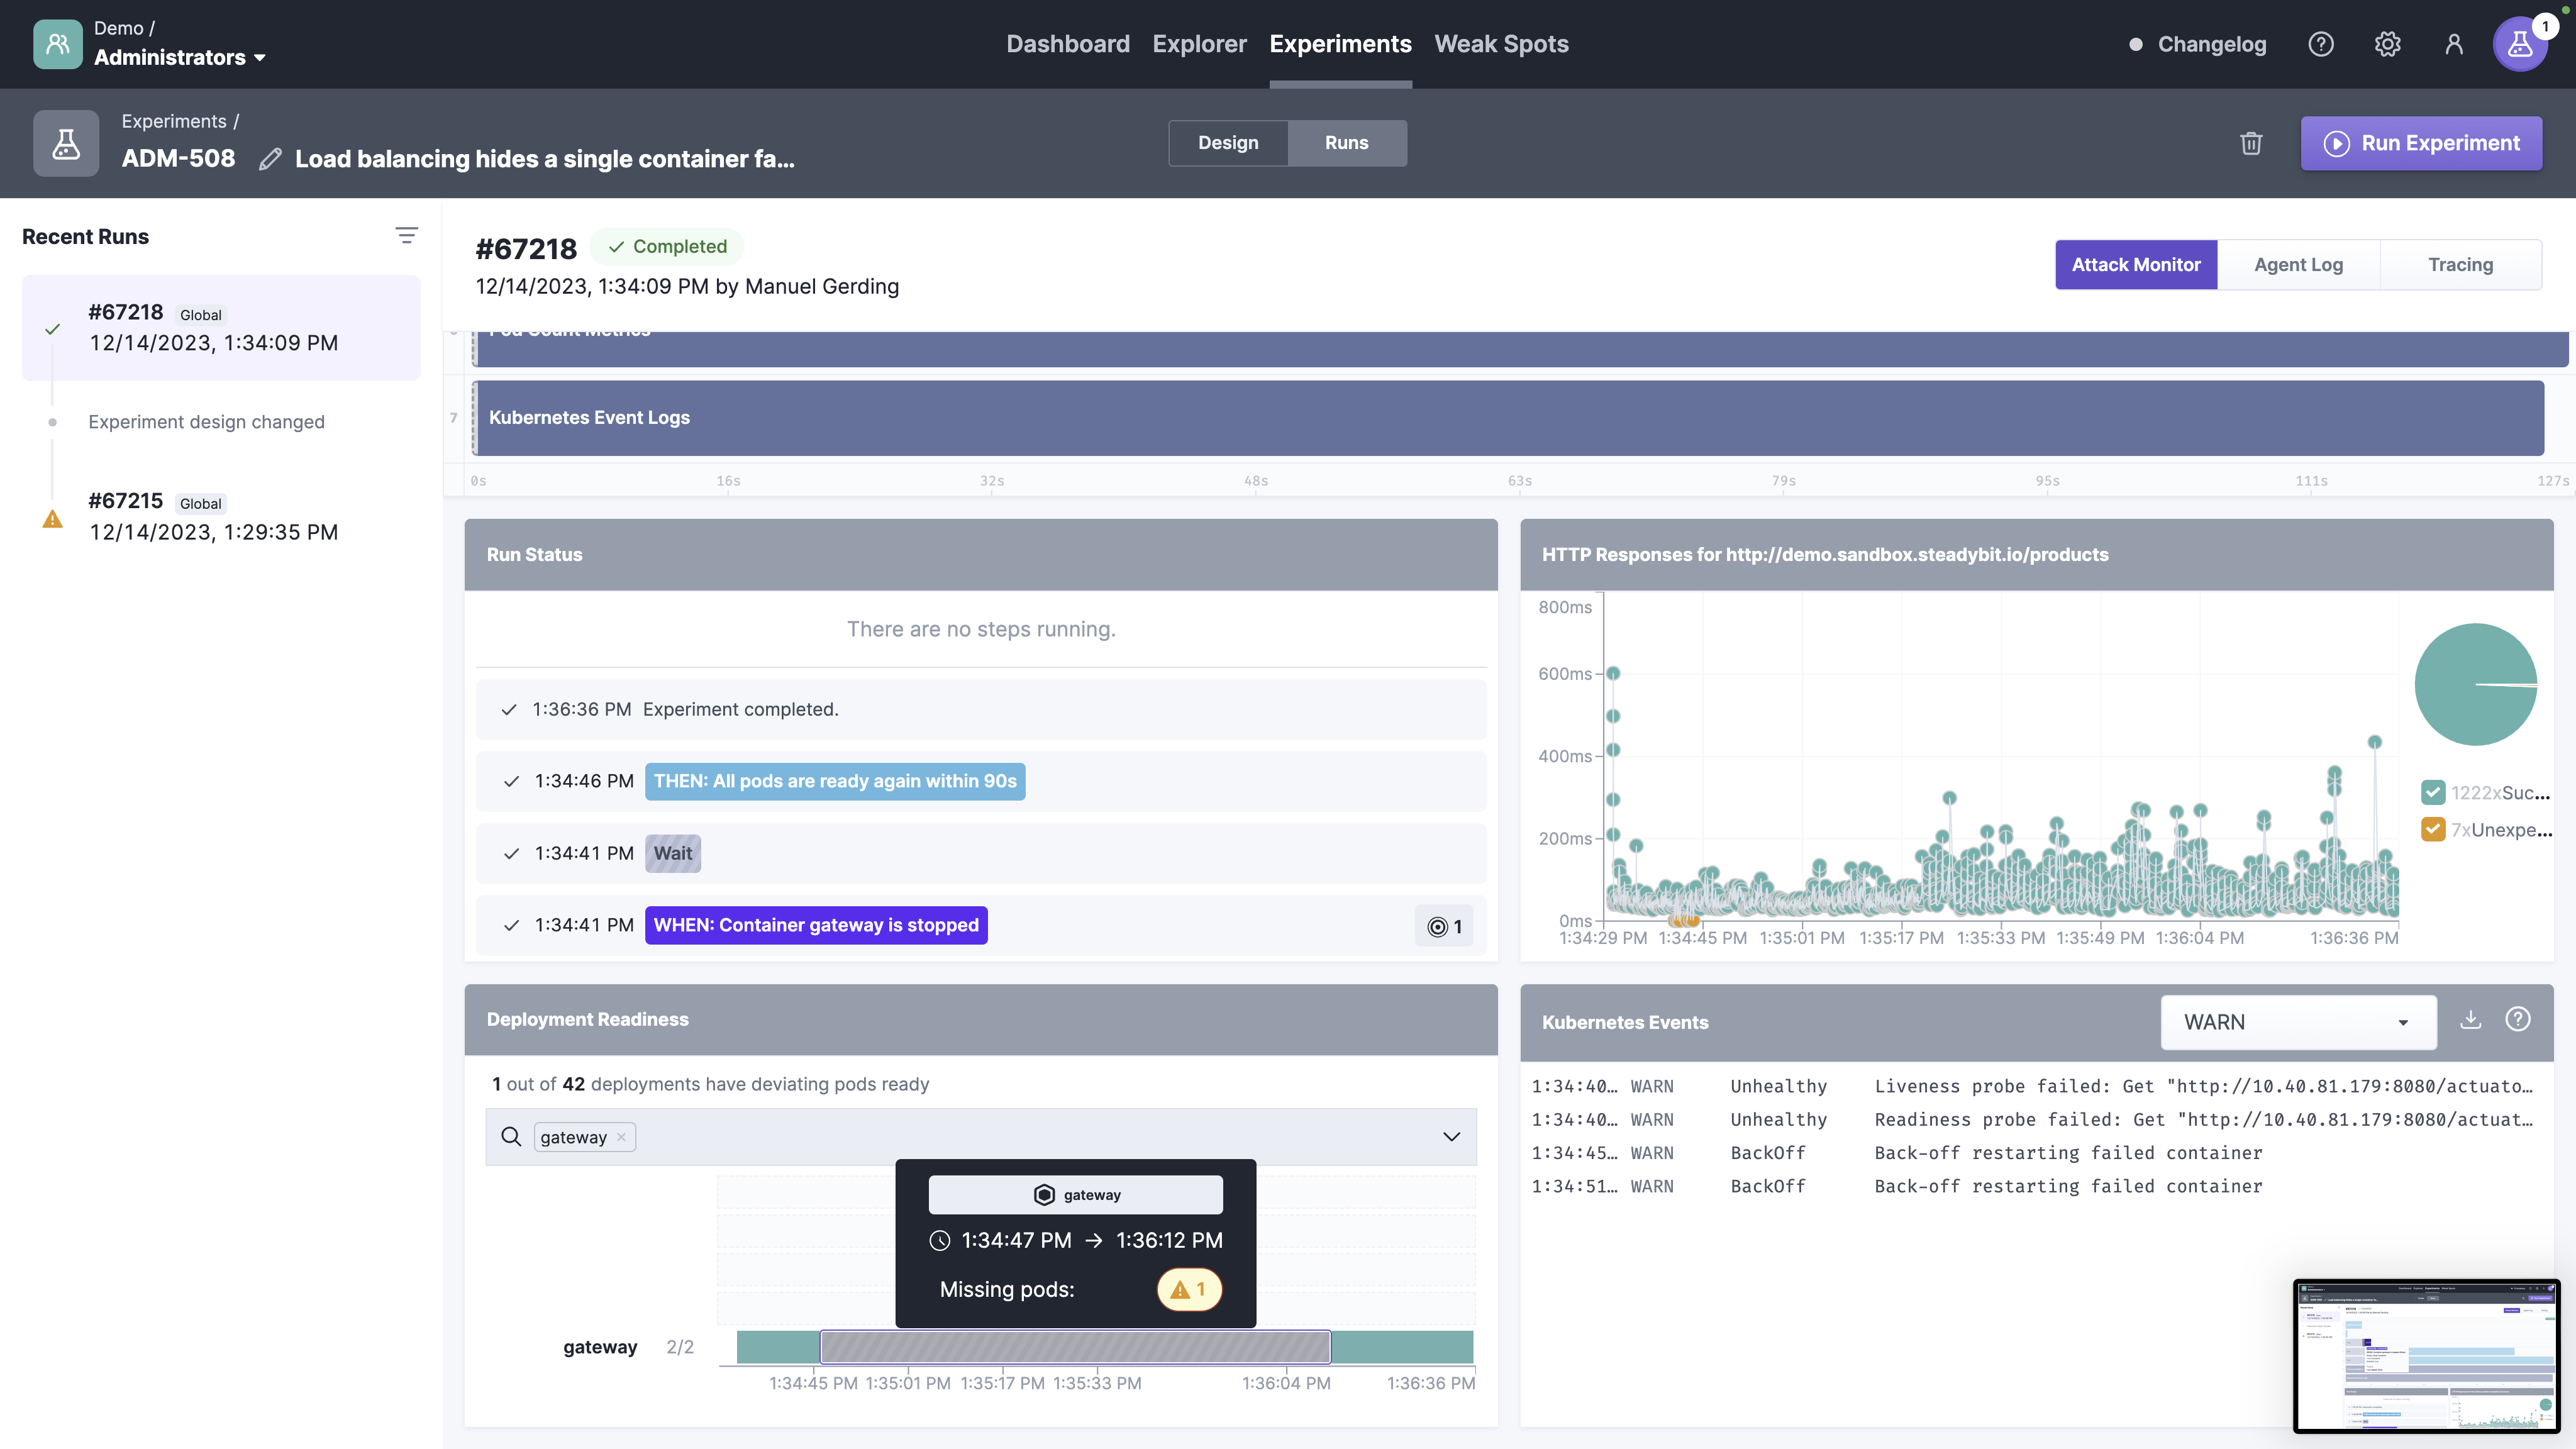 Demo /
Administrators
Dashboard Explorer Experiments Weak Spots
Changelog
1
Experiments /
ADM-508 Load balancing hides a single container fa...
Design Runs
Run Experiment
Recent Runs
#67218 Global
12/14/2023, 1:34:09 PM
Experiment design changed
#67215 Global
12/14/2023, 1:29:35 PM
#67218 Completed
12/14/2023, 1:34:09 PM by Manuel Gerding
Attack Monitor Agent Log Tracing
Pod Count Metrics
7 Kubernetes Event Logs
0s 16s 32s 48s 63s 79s 95s 111s 127s
Run Status
There are no steps running.
1:36:36 PM Experiment completed.
1:34:46 PM THEN: All pods are ready again within 90s
1:34:41 PM Wait
1:34:41 PM WHEN: Container gateway is stopped 1
HTTP Responses for http://demo.sandbox.steadybit.io/products
800ms
600ms
400ms
200ms
0ms
1:34:29 PM 1:34:45 PM 1:35:01 PM 1:35:17 PM 1:35:33 PM 1:35:49 PM 1:36:04 PM 1:36:36 PM
1222xSuc...
7xUnexpe...
Deployment Readiness
1 out of 42 deployments have deviating pods ready
gateway
gateway
1:34:47 PM → 1:36:12 PM
Missing pods: 1
gateway 2/2
1:34:45 PM 1:35:01 PM 1:35:17 PM 1:35:33 PM 1:36:04 PM 1:36:36 PM
Kubernetes Events
WARN
1:34:40… WARN Unhealthy Liveness probe failed: Get "http://10.40.81.179:8080/actuato…
1:34:40… WARN Unhealthy Readiness probe failed: Get "http://10.40.81.179:8080/actuat…
1:34:45… WARN BackOff Back-off restarting failed container
1:34:51… WARN BackOff Back-off restarting failed container